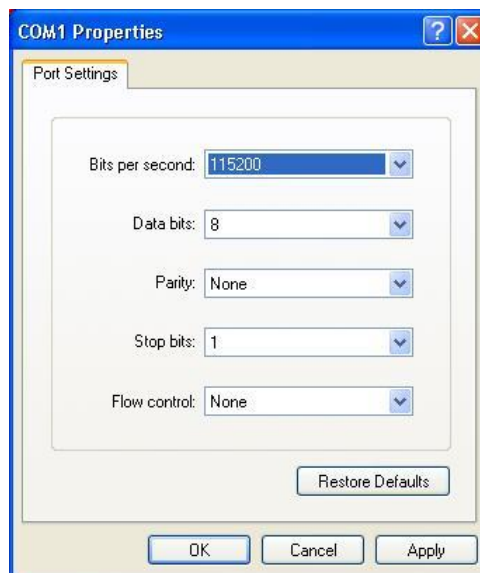 COM1 Properties
Port Settings
Bits per second: 115200
Data bits: 8
Parity: None
Stop bits: 1
Flow control: None
Restore Defaults
OK Cancel Apply